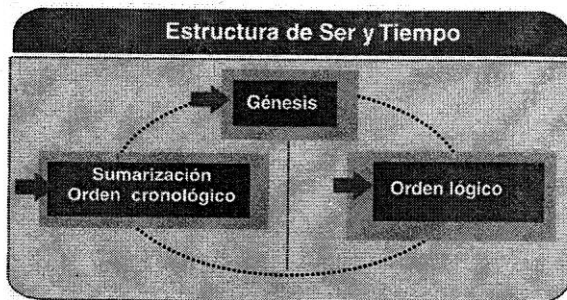 Estructura de Ser y Tiempo
Génesis
Sumarización
Orden cronológico
Orden lógico